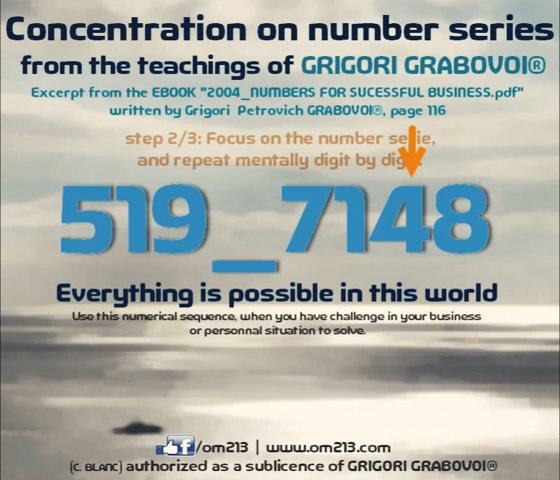 Concentration on number series
from the teachings of GRIGORI GRABOVOI®
Excerpt from the EBOOK "2004_NUMBERS FOR SUCESSFUL BUSINESS.pdf"
written by Grigori Petrovich GRABOVOI®, page 116
step 2/3: Focus on the number serie,
and repeat mentally digit by digit.
519_7148
Everything is possible in this world
Use this numerical sequence, when you have challenge in your business
or personnal situation to solve.
f/om213 | www.om213.com
(C. BLANC) authorized as a sublicence of GRIGORI GRABOVOI®